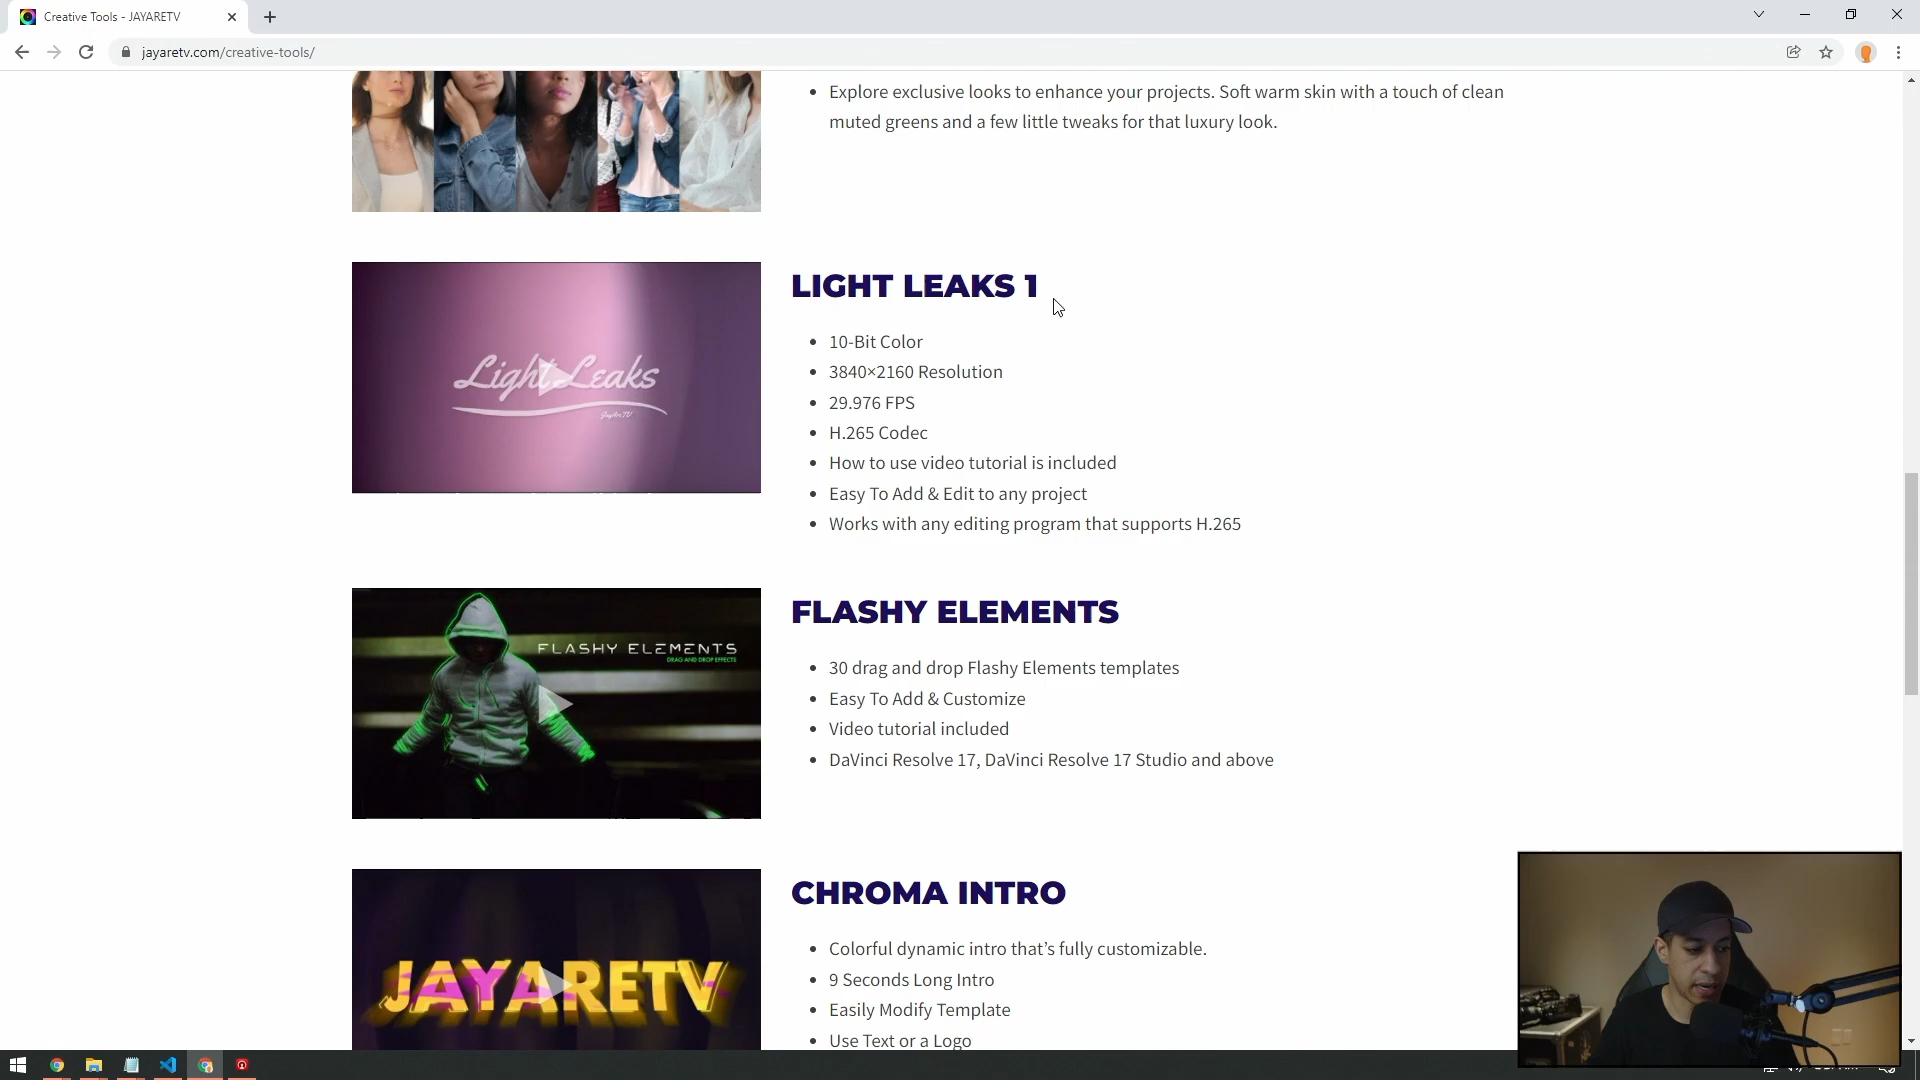 Creative Tools - JAYARETV
jayaretv.com/creative-tools/
Explore exclusive looks to enhance your projects. Soft warm skin with a touch of clean
muted greens and a few little tweaks for that luxury look.
LIGHT LEAKS 1
Light Leaks
JayAreTV
10-Bit Color
3840×2160 Resolution
29.976 FPS
H.265 Codec
How to use video tutorial is included
Easy To Add & Edit to any project
Works with any editing program that supports H.265
FLASHY ELEMENTS
FLASHY ELEMENTS
DRAG AND DROP EFFECTS
30 drag and drop Flashy Elements templates
Easy To Add & Customize
Video tutorial included
DaVinci Resolve 17, DaVinci Resolve 17 Studio and above
CHROMA INTRO
JAYARETV
Colorful dynamic intro that’s fully customizable.
9 Seconds Long Intro
Easily Modify Template
Use Text or a Logo